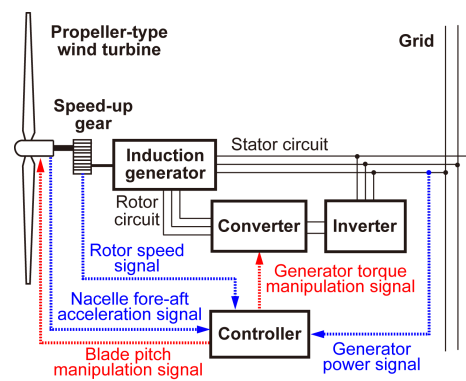 Propeller-type
wind turbine
Grid
Speed-up
gear
Stator circuit
Induction
generator
Rotor
circuit
Converter
Inverter
Rotor speed
signal
Generator torque
manipulation signal
Nacelle fore-aft
acceleration signal
Controller
Blade pitch
manipulation signal
Generator
power signal